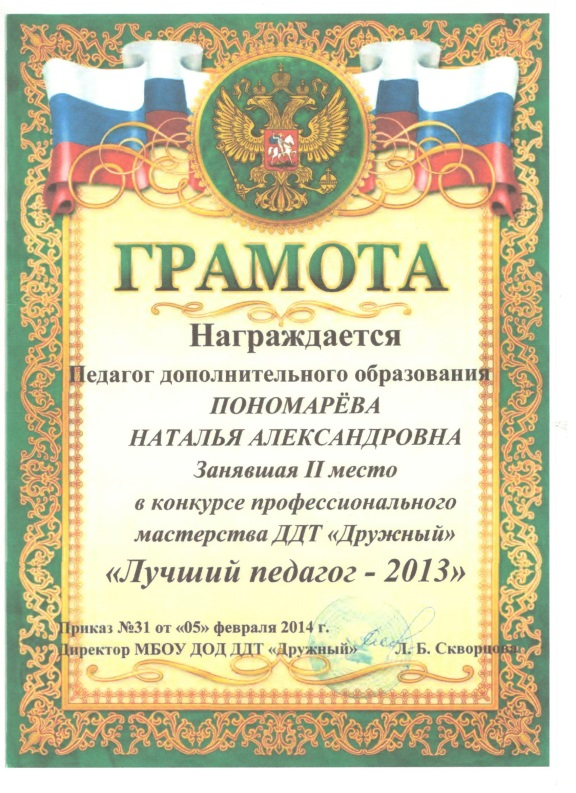 ГРАМОТА
Награждается
Педагог дополнительного образования
ПОНОМАРЁВА
НАТАЛЬЯ АЛЕКСАНДРОВНА
Занявшая II место
в конкурсе профессионального
мастерства ДДТ «Дружный»
«Лучший педагог - 2013»
Приказ №31 от «05» февраля 2014 г.
Директор МБОУ ДОД ДДТ «Дружный» Л. Б. Скворцова